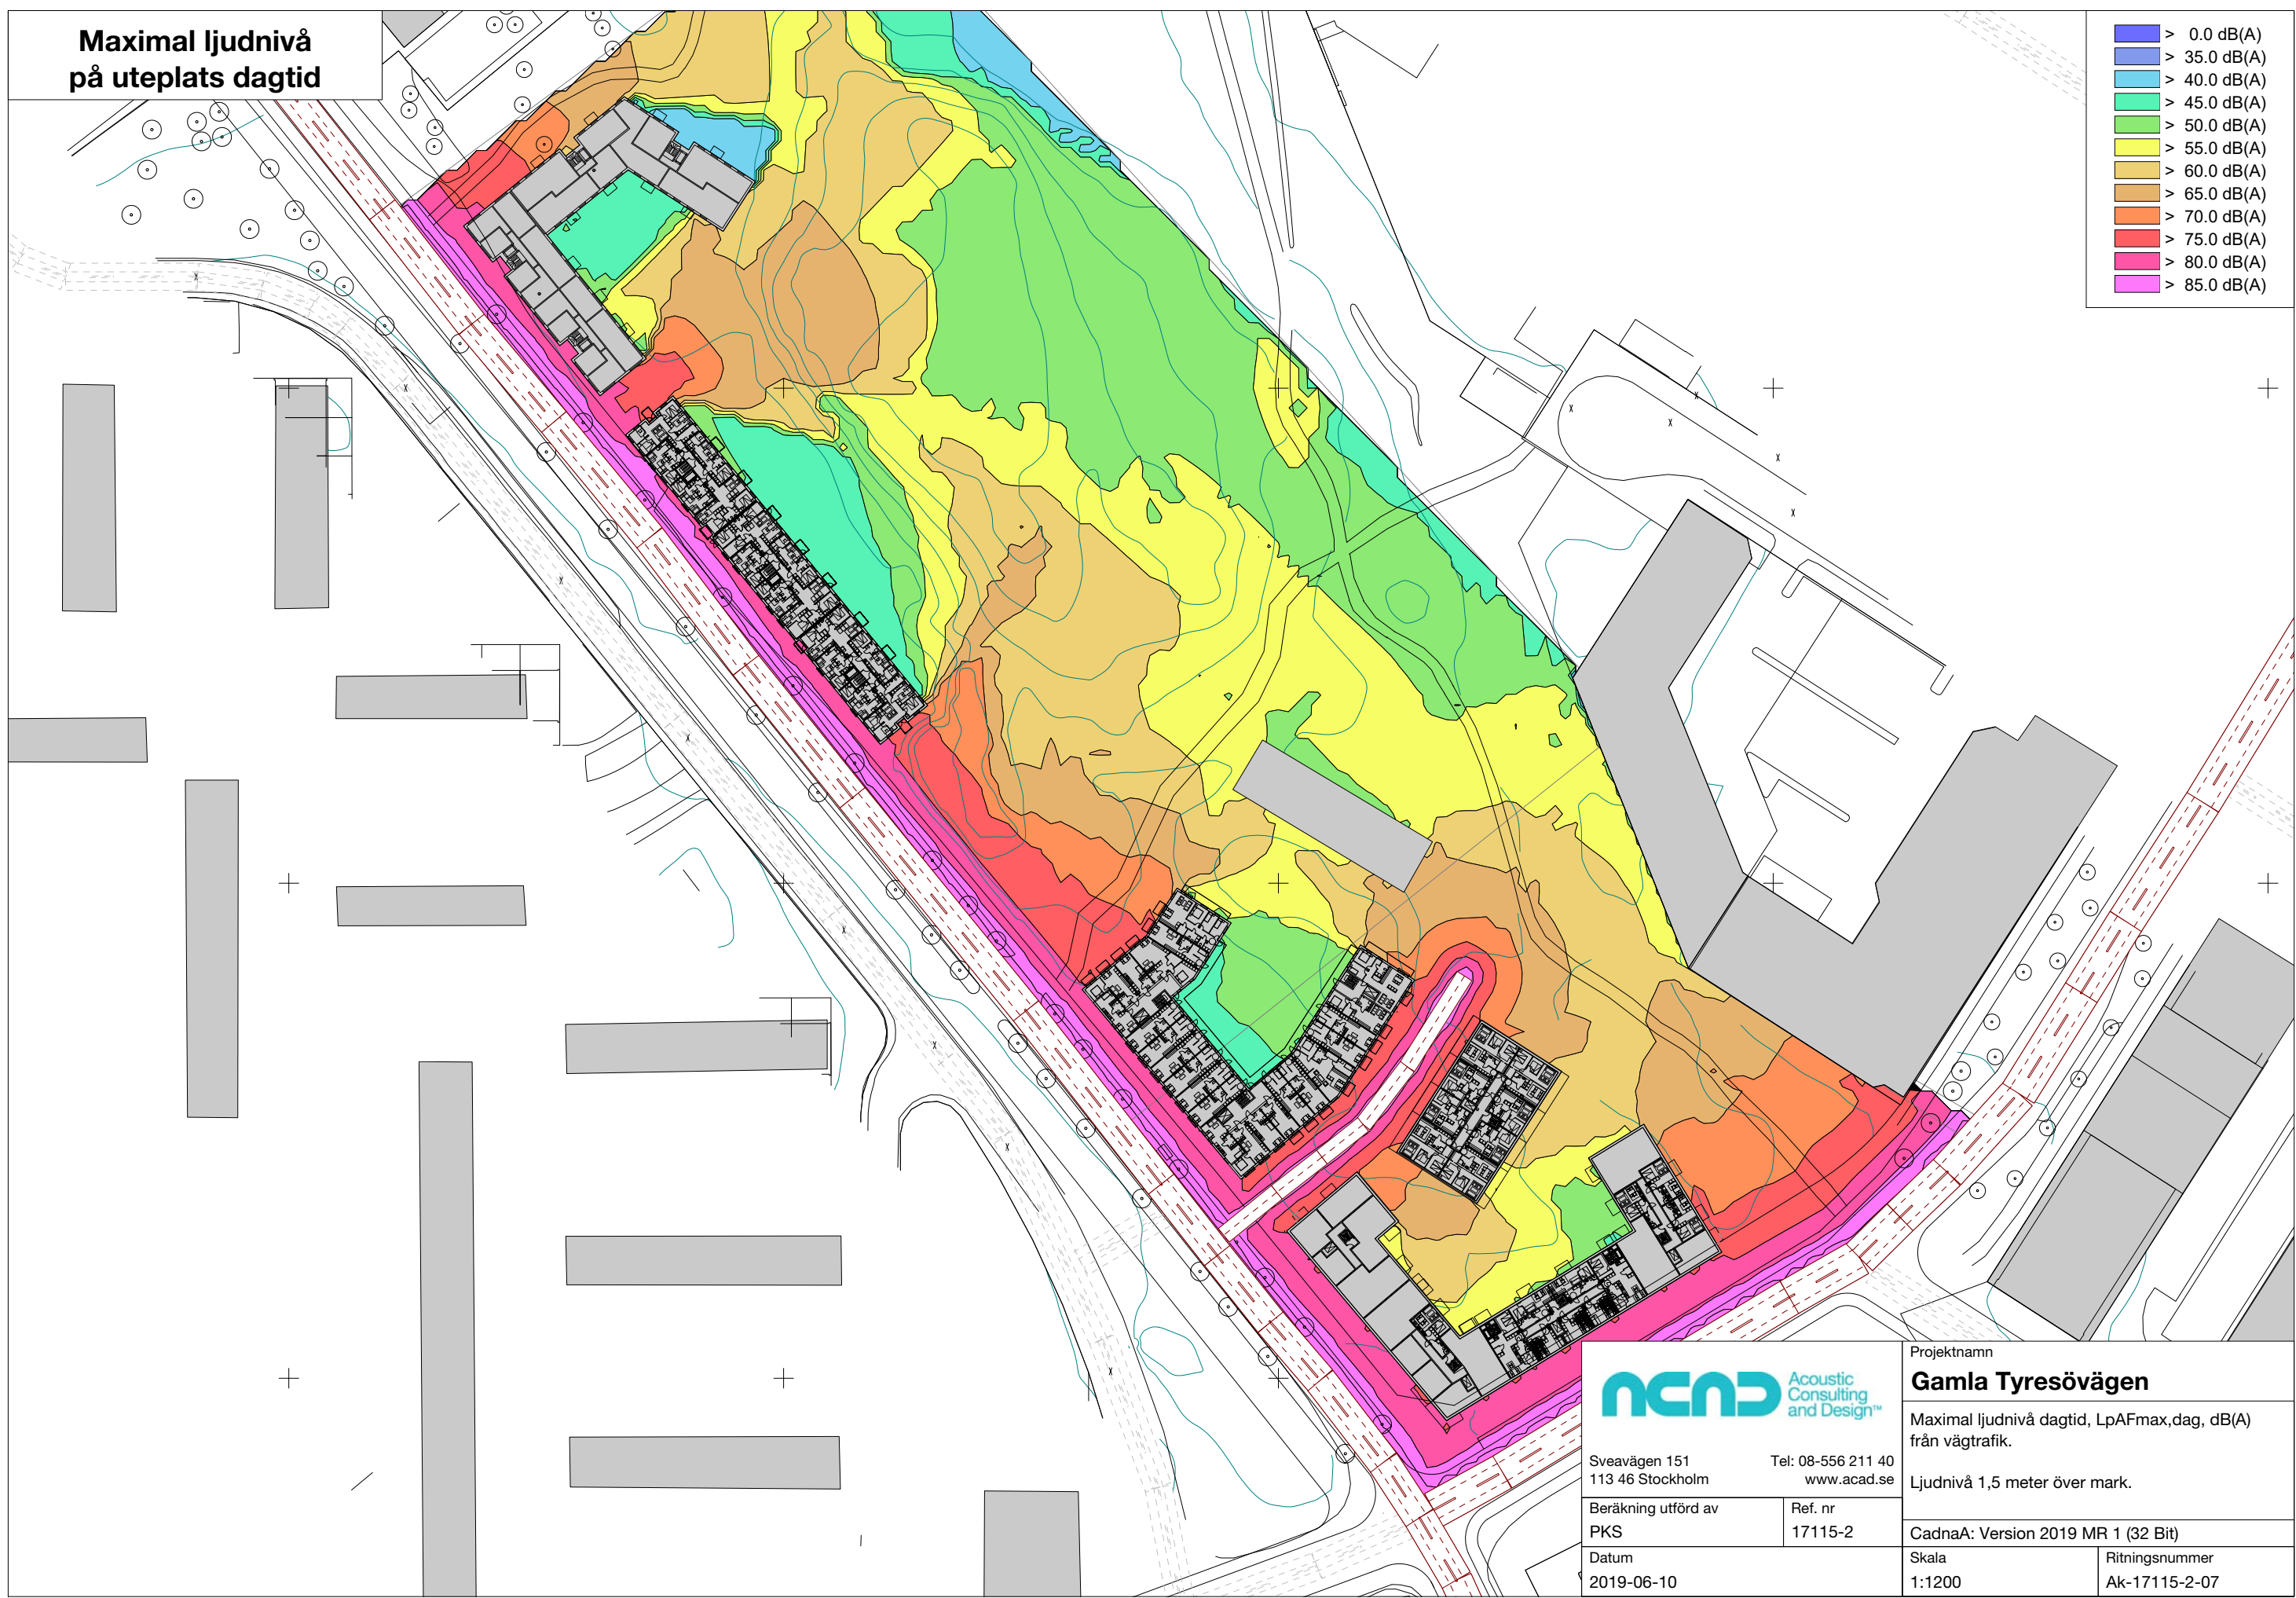 Maximal ljudnivå
på uteplats dagtid
> 0.0 dB(A)
> 35.0 dB(A)
> 40.0 dB(A)
> 45.0 dB(A)
> 50.0 dB(A)
> 55.0 dB(A)
> 60.0 dB(A)
> 65.0 dB(A)
> 70.0 dB(A)
> 75.0 dB(A)
> 80.0 dB(A)
> 85.0 dB(A)
ACAD
Acoustic
Consulting
and Design™
Sveavägen 151
113 46 Stockholm
Tel: 08-556 211 40
www.acad.se
Beräkning utförd av
PKS
Ref. nr
17115-2
Datum
2019-06-10
Projektnamn
Gamla Tyresövägen
Maximal ljudnivå dagtid, LpAFmax,dag, dB(A)
från vägtrafik.
Ljudnivå 1,5 meter över mark.
CadnaA: Version 2019 MR 1 (32 Bit)
Skala
1:1200
Ritningsnummer
Ak-17115-2-07